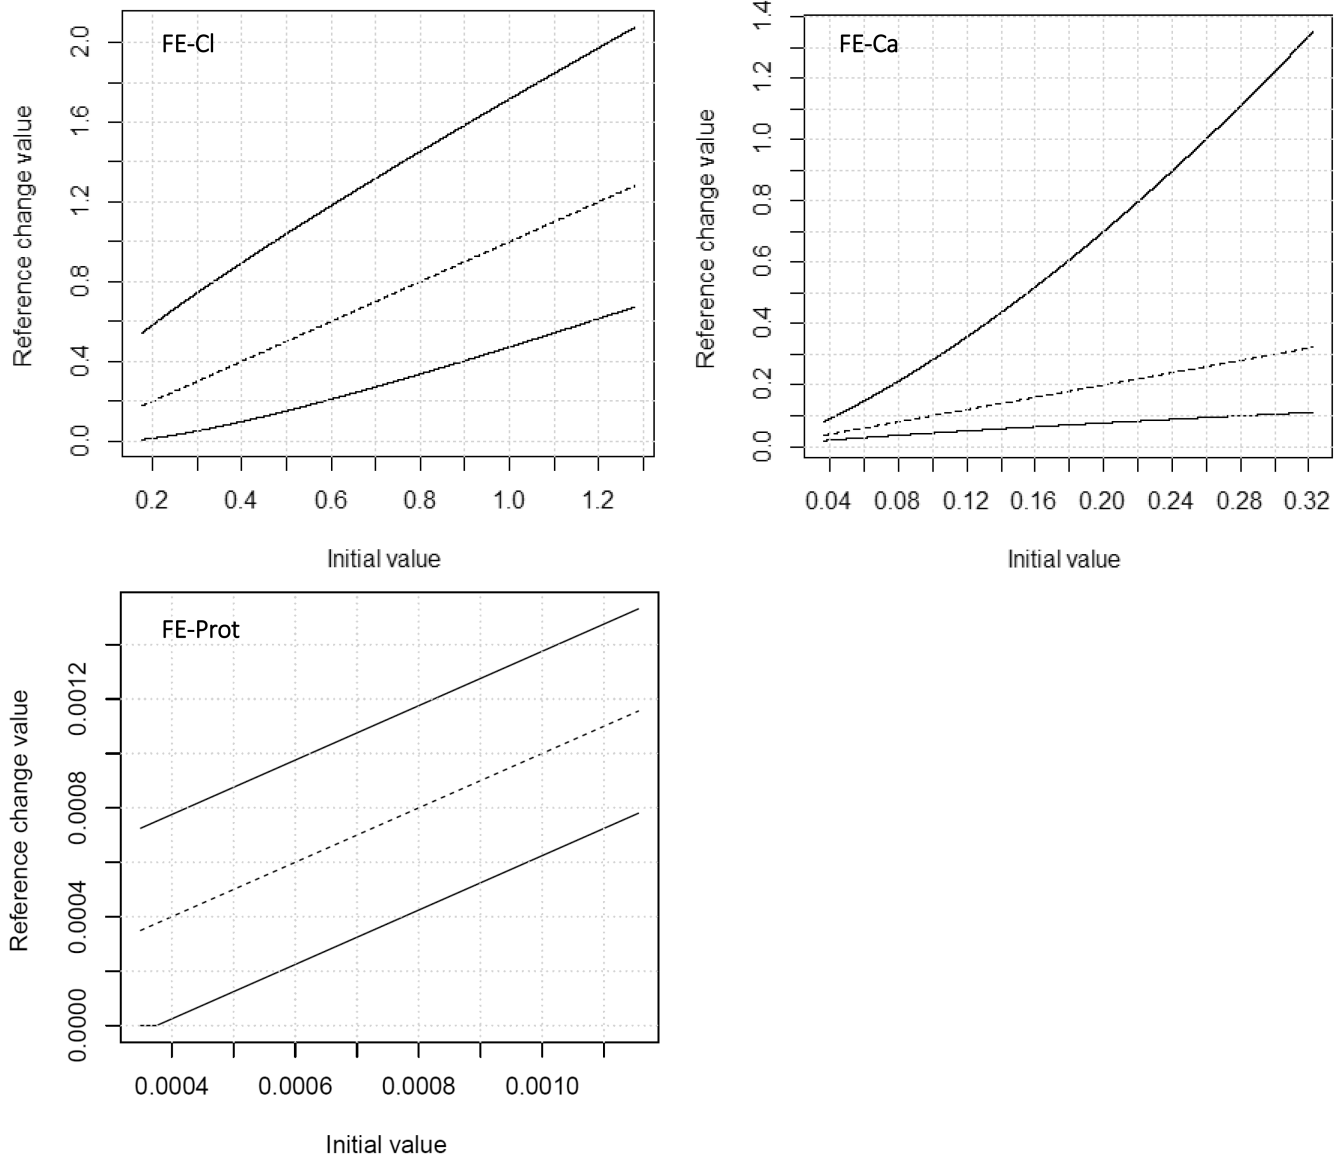 FE-Cl
Reference change value
0.0 0.4 0.8 1.2 1.6 2.0
0.2 0.4 0.6 0.8 1.0 1.2
Initial value
FE-Ca
Reference change value
0.0 0.2 0.4 0.6 0.8 1.0 1.2 1.4
0.04 0.08 0.12 0.16 0.20 0.24 0.28 0.32
Initial value
FE-Prot
Reference change value
0.0000 0.0004 0.0008 0.0012
0.0004 0.0006 0.0008 0.0010
Initial value